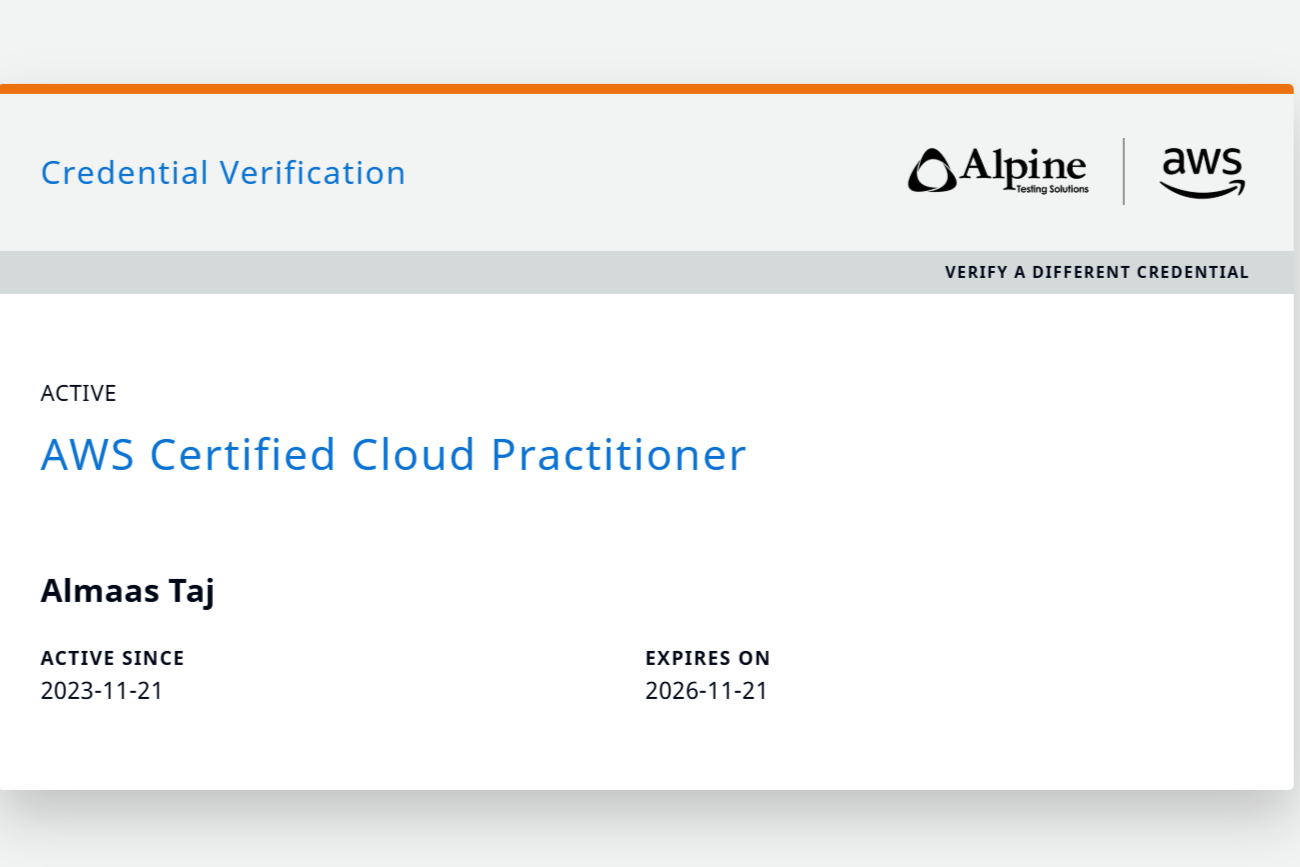 Credential Verification
Alpine
Testing Solutions
aws
VERIFY A DIFFERENT CREDENTIAL
ACTIVE
AWS Certified Cloud Practitioner
Almaas Taj
ACTIVE SINCE
2023-11-21
EXPIRES ON
2026-11-21